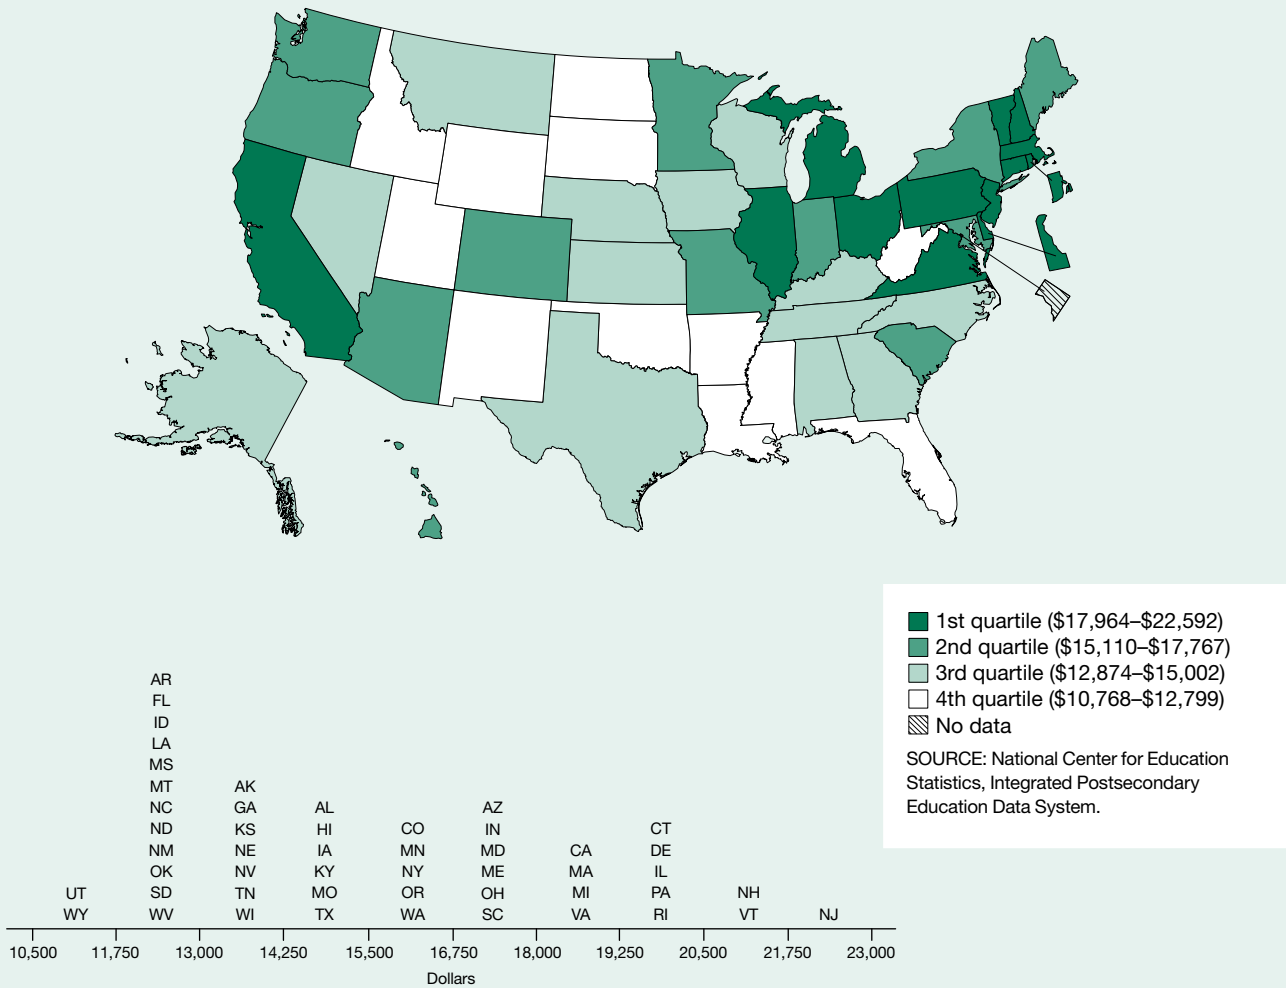 1st quartile ($17,964–$22,592)
2nd quartile ($15,110–$17,767)
3rd quartile ($12,874–$15,002)
4th quartile ($10,768–$12,799)
No data
SOURCE: National Center for Education
Statistics, Integrated Postsecondary
Education Data System.
AR
FL
ID
LA
MS
MT AK
NC GA AL AZ
ND KS HI CO IN CT
NM NE IA MN MD CA DE
OK NV KY NY ME MA IL
UT SD TN MO OR OH MI PA NH
WY WV WI TX WA SC VA RI VT NJ
10,500 11,750 13,000 14,250 15,500 16,750 18,000 19,250 20,500 21,750 23,000
Dollars